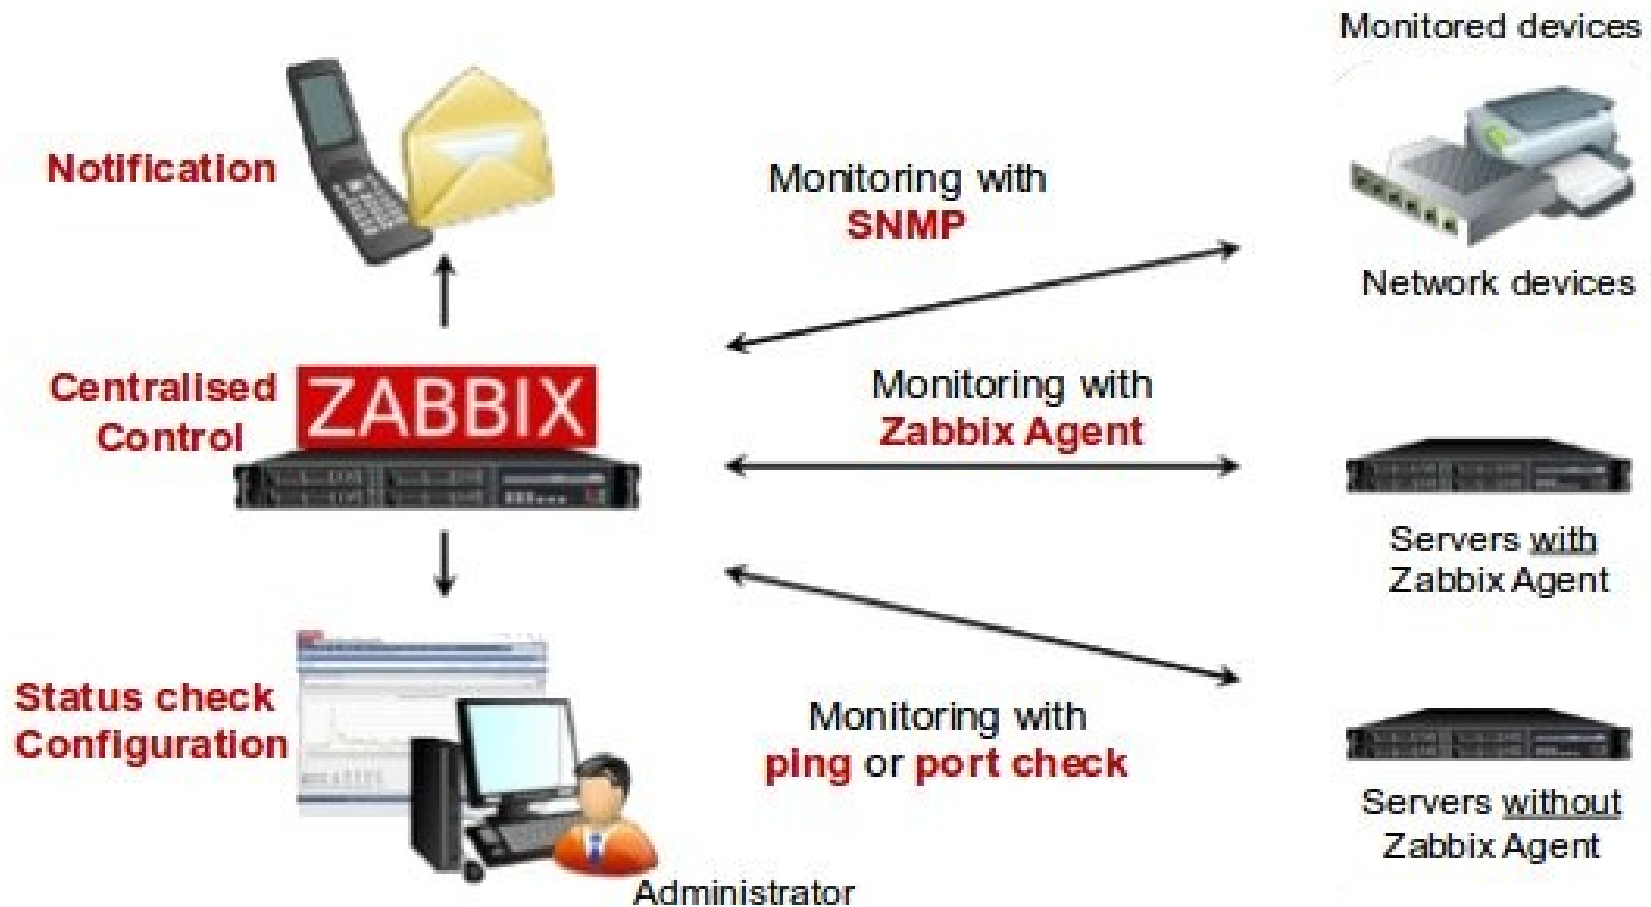 Monitored devices
Notification
Monitoring with
SNMP
Network devices
Centralised
Control
ZABBIX
Monitoring with
Zabbix Agent
Servers with
Zabbix Agent
Status check
Configuration
Monitoring with
ping or port check
Servers without
Zabbix Agent
Administrator